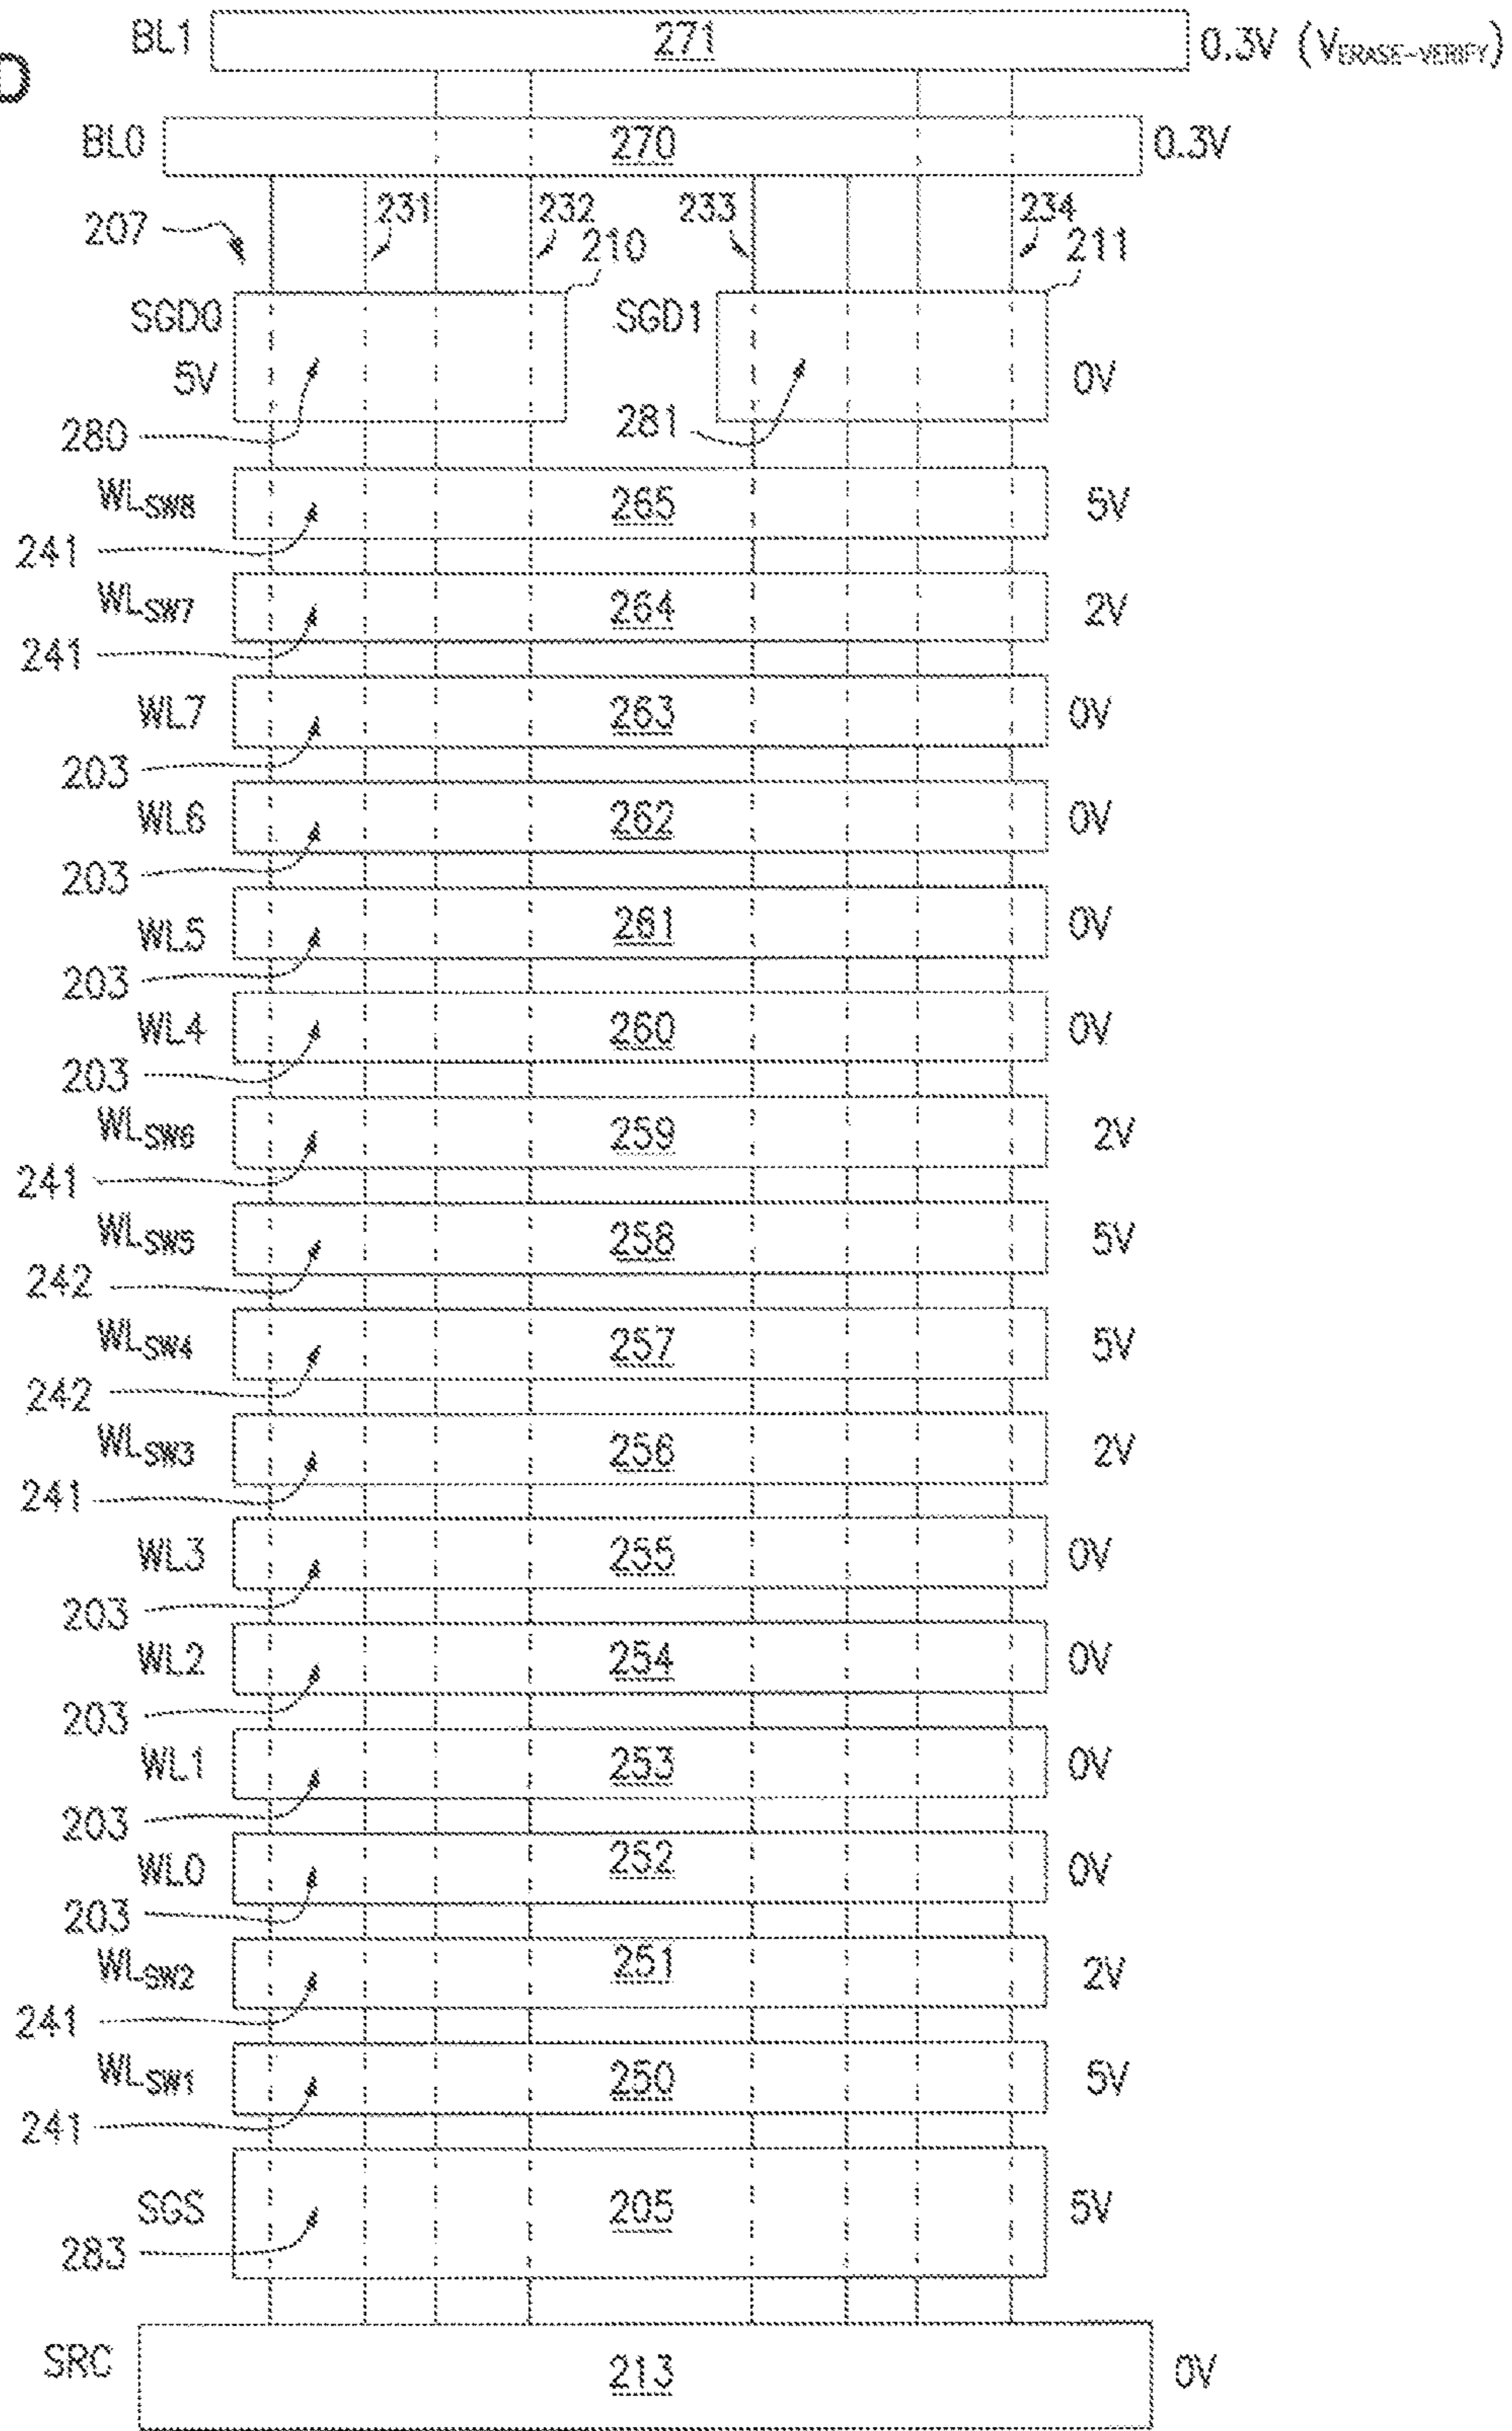 D
BL1 271 0.3V (VERASE-VERIFY)
BL0 270 0.3V
207 231 232 233 234
210 211
SGD0 SGD1
5V 0V
280 281
WLSW8 265 5V
241
WLSW7 264 2V
241
WL7 263 0V
203
WL6 262 0V
203
WL5 261 0V
203
WL4 260 0V
203
WLSW6 259 2V
241
WLSW5 258 5V
242
WLSW4 257 5V
242
WLSW3 256 2V
241
WL3 255 0V
203
WL2 254 0V
203
WL1 253 0V
203
WL0 252 0V
203
WLSW2 251 2V
241
WLSW1 250 5V
241
SGS 205 5V
283
SRC 213 0V